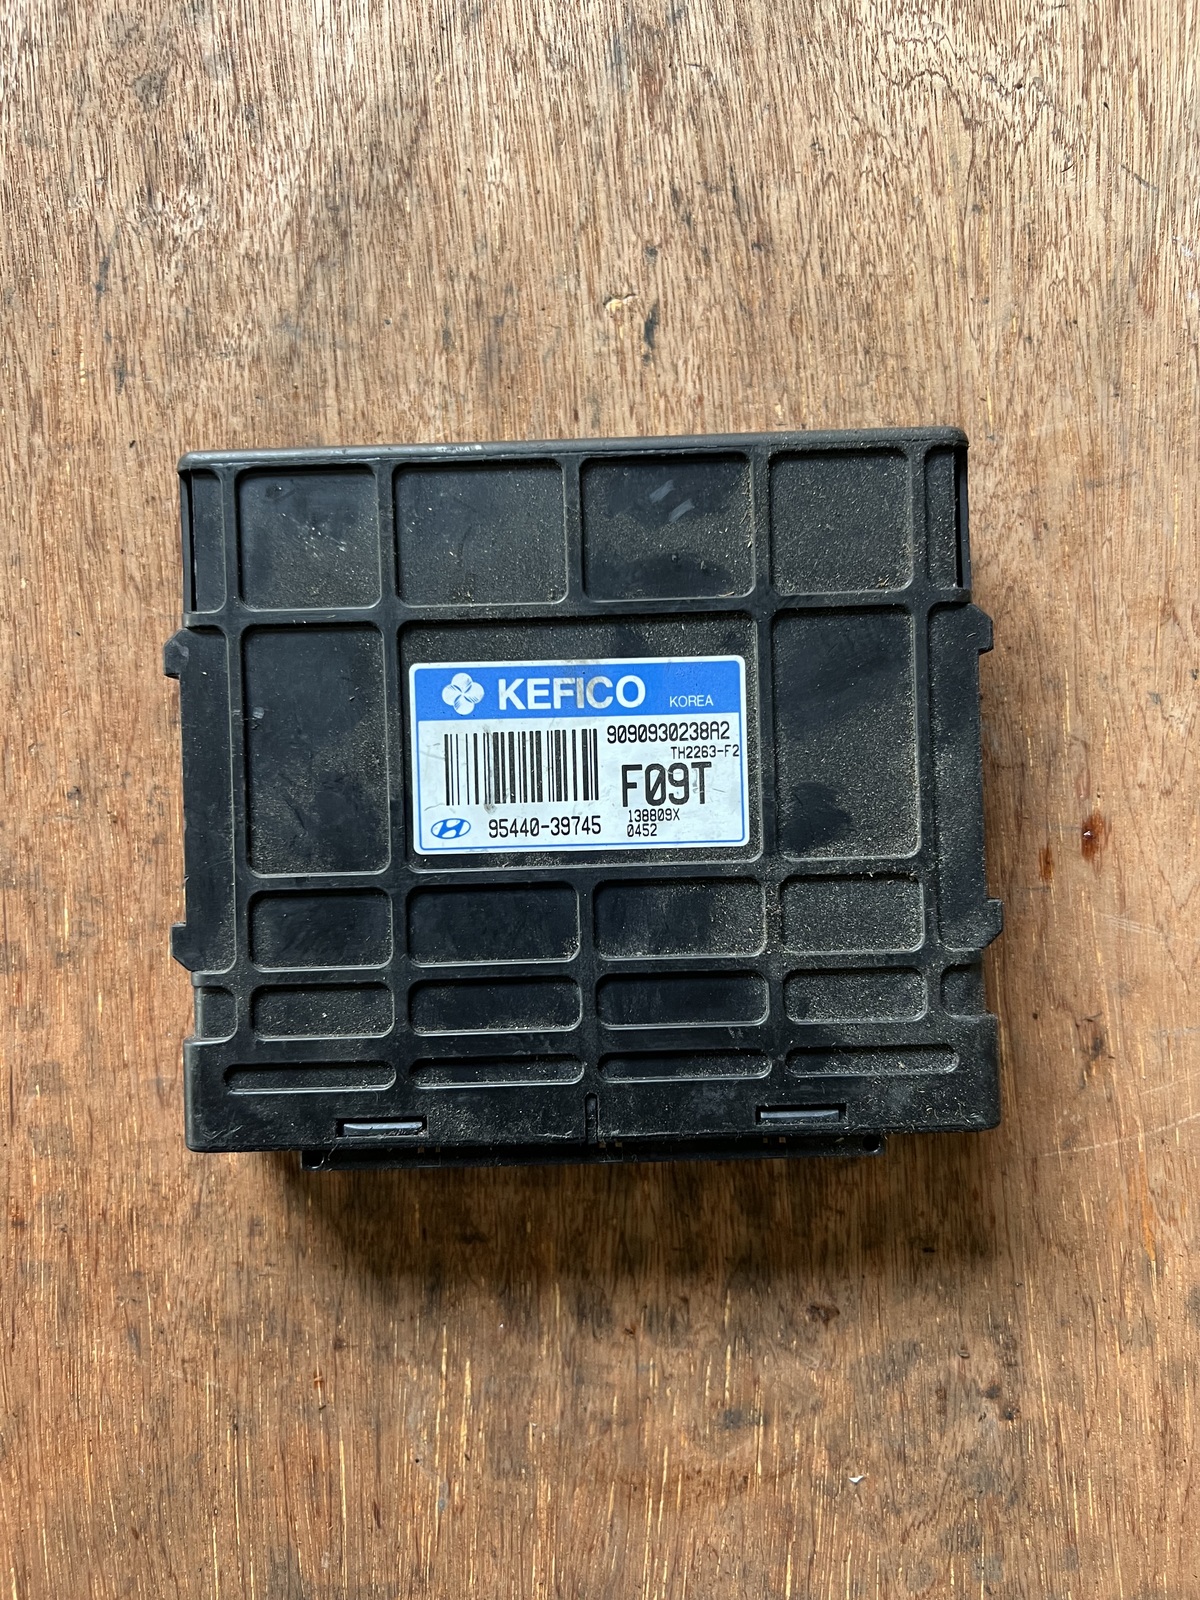 KEFICO KOREA
9090930238A2
TH2263-F2
F09T
138809X
95440-39745
0452